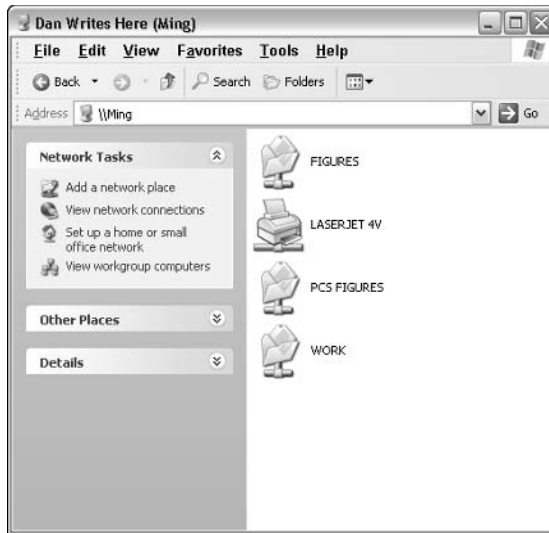 Dan Writes Here (Ming)
File Edit View Favorites Tools Help
Back Search Folders
Address \\Ming Go
Network Tasks
Add a network place
View network connections
Set up a home or small
office network
View workgroup computers
Other Places
Details
FIGURES
LASERJET 4V
PCS FIGURES
WORK